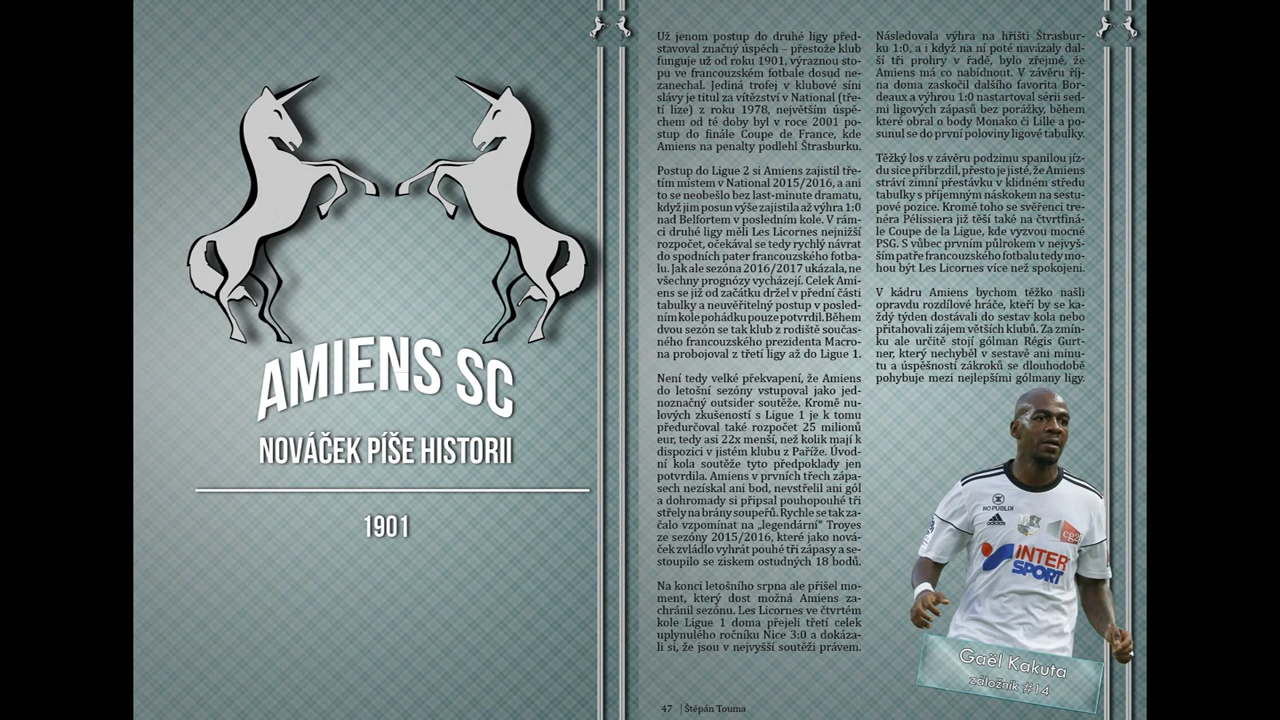 AMIENS SC
NOVÁČEK PÍŠE HISTORII
1901
Už jenom postup do druhé ligy před-
stavoval značný úspěch – přestože klub
funguje už od roku 1901, výraznou sto-
pu ve francouzském fotbale dosud ne-
zanechal. Jediná trofej v klubové síni
slávy je titul za vítězství v National (tře-
tí lize) z roku 1978, největším úspě-
chem od té doby byl v roce 2001 po-
stup do finále Coupe de France, kde
Amiens na penalty podlehl Štrasburku.
Postup do Ligue 2 si Amiens zajistil tře-
tím místem v National 2015/2016, a ani
to se neobešlo bez last-minute dramatu,
když jim posun výše zajistila až výhra 1:0
nad Belfortem v posledním kole. V rám-
ci druhé ligy měli Les Licornes nejnižší
rozpočet, očekával se tedy rychlý návrat
do spodních pater francouzského fotba-
lu. Jak ale sezóna 2016/2017 ukázala, ne
všechny prognózy vycházejí. Celek Ami-
ens se již od začátku držel v přední části
tabulky a neuvěřitelný postup v posled-
ním kole pohádku pouze potvrdil. Během
dvou sezón se tak klub z rodiště součas-
ného francouzského prezidenta Macro-
na probojoval z třetí ligy až do Ligue 1.
Není tedy velké překvapení, že Amiens
do letošní sezóny vstupoval jako jed-
noznačný outsider soutěže. Kromě nu-
lových zkušeností s Ligue 1 je k tomu
předurčoval také rozpočet 25 milionů
eur, tedy asi 22x menší, než kolik mají k
dispozici v jistém klubu z Paříže. Úvod-
ní kola soutěže tyto předpoklady jen
potvrdila. Amiens v prvních třech zápa-
sech nezískal ani bod, nevstřelil ani gól
a dohromady si připsal pouhopouhé tři
střely na brány soupeřů. Rychle se tak za-
čalo vzpomínat na „legendární“ Troyes
ze sezóny 2015/2016, které jako nová-
ček zvládlo vyhrát pouhé tři zápasy a se-
stoupilo se ziskem ostudných 18 bodů.
Na konci letošního srpna ale přišel mo-
ment, který dost možná Amiens za-
chránil sezónu. Les Licornes ve čtvrtém
kole Ligue 1 doma přejeli třetí celek
uplynulého ročníku Nice 3:0 a dokáza-
li si, že jsou v nejvyšší soutěži právem.
Následovala výhra na hřišti Štrasbur-
ku 1:0, a i když na ní poté navázaly dal-
ší tři prohry v řadě, bylo zřejmé, že
Amiens má co nabídnout. V závěru říj-
na doma zaskočil dalšího favorita Bor-
deaux a výhrou 1:0 nastartoval sérii sed-
mi ligových zápasů bez porážky, během
které obral o body Monako či Lille a po-
sunul se do první poloviny ligové tabulky.
Těžký los v závěru podzimu spanilou jíz-
du sice přibrzdil, přesto je jisté, že Amiens
stráví zimní přestávku v klidném středu
tabulky s příjemným náskokem na sestu-
pové pozice. Kromě toho se svěřenci tre-
néra Pélissiera již těší také na čtvrtfiná-
le Coupe de la Ligue, kde vyzvou mocné
PSG. S vůbec prvním půlrokem v nejvyš-
ším patře francouzského fotbalu tedy mo-
hou být Les Licornes více než spokojeni.
V kádru Amiens bychom těžko našli
opravdu rozdílové hráče, kteří by se ka-
ždý týden dostávali do sestav kola nebo
přitahovali zájem větších klubů. Za zmín-
ku ale určitě stojí gólman Régis Gurt-
ner, který nechyběl v sestavě ani minu-
tu a úspěšností zákroků se dlouhodobě
pohybuje mezi nejlepšími gólmany ligy.
adidas
INTER
SPORT
Gaël Kakuta
záložník #14
47 | Štěpán Touma